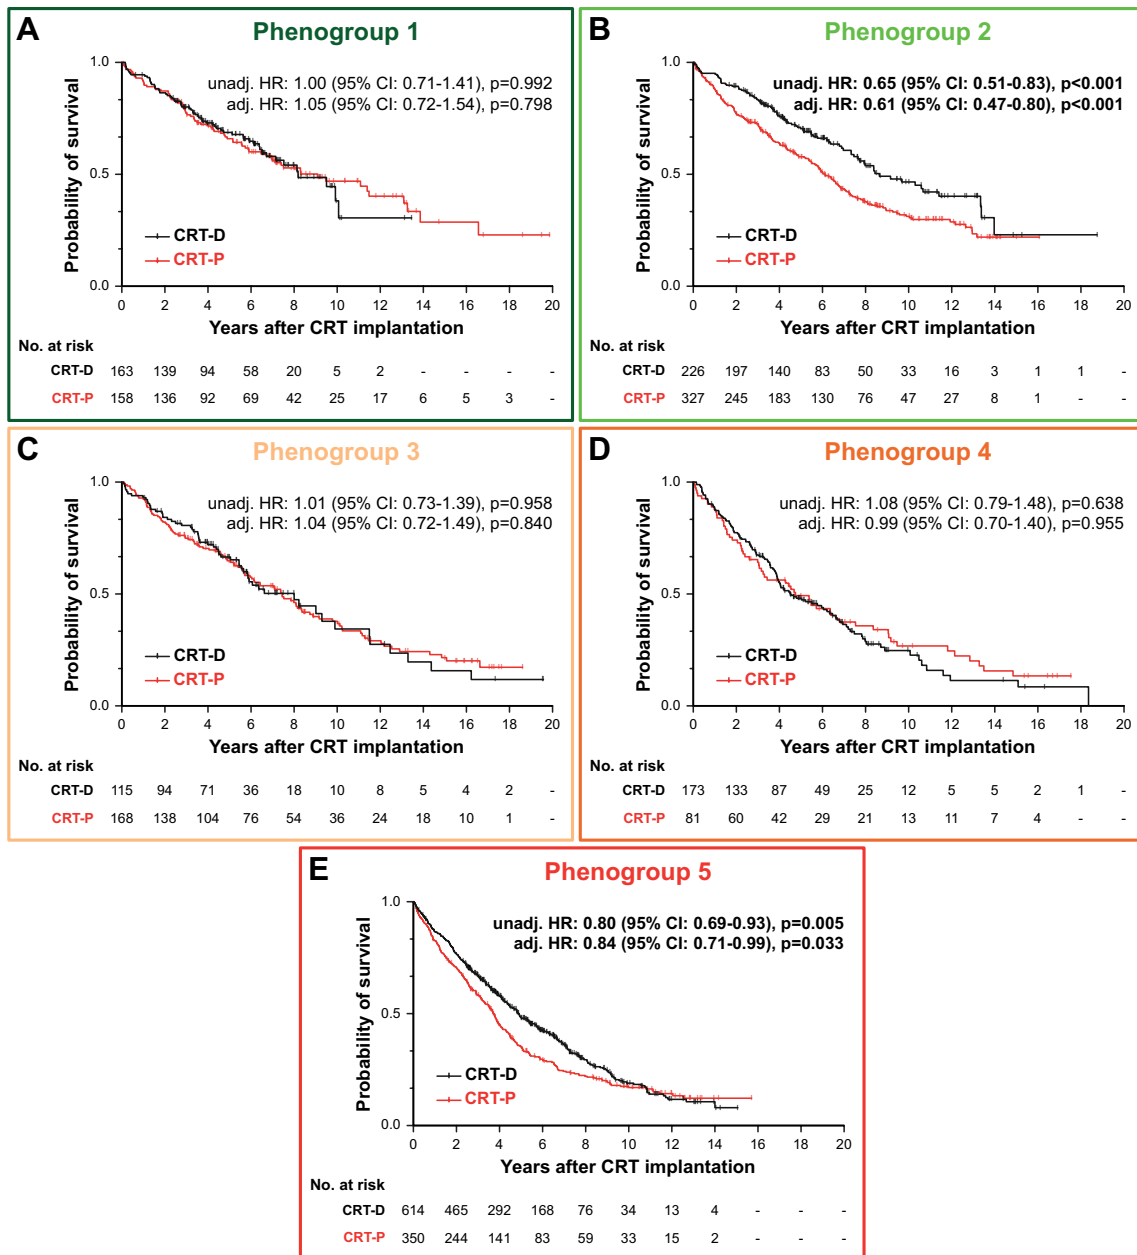 A
Phenogroup 1
unadj. HR: 1.00 (95% CI: 0.71-1.41), p=0.992
adj. HR: 1.05 (95% CI: 0.72-1.54), p=0.798
Probability of survival
1.0
0.5
0.0
CRT-D
CRT-P
0 2 4 6 8 10 12 14 16 18 20
Years after CRT implantation
No. at risk
CRT-D 163 139 94 58 20 5 2 - - - -
CRT-P 158 136 92 69 42 25 17 6 5 3 -
B
Phenogroup 2
unadj. HR: 0.65 (95% CI: 0.51-0.83), p<0.001
adj. HR: 0.61 (95% CI: 0.47-0.80), p<0.001
Probability of survival
1.0
0.5
0.0
CRT-D
CRT-P
0 2 4 6 8 10 12 14 16 18 20
Years after CRT implantation
No. at risk
CRT-D 226 197 140 83 50 33 16 3 1 1 -
CRT-P 327 245 183 130 76 47 27 8 1 - -
C
Phenogroup 3
unadj. HR: 1.01 (95% CI: 0.73-1.39), p=0.958
adj. HR: 1.04 (95% CI: 0.72-1.49), p=0.840
Probability of survival
1.0
0.5
0.0
CRT-D
CRT-P
0 2 4 6 8 10 12 14 16 18 20
Years after CRT implantation
No. at risk
CRT-D 115 94 71 36 18 10 8 5 4 2 -
CRT-P 168 138 104 76 54 36 24 18 10 1 -
D
Phenogroup 4
unadj. HR: 1.08 (95% CI: 0.79-1.48), p=0.638
adj. HR: 0.99 (95% CI: 0.70-1.40), p=0.955
Probability of survival
1.0
0.5
0.0
CRT-D
CRT-P
0 2 4 6 8 10 12 14 16 18 20
Years after CRT implantation
No. at risk
CRT-D 173 133 87 49 25 12 5 5 2 1 -
CRT-P 81 60 42 29 21 13 11 7 4 - -
E
Phenogroup 5
unadj. HR: 0.80 (95% CI: 0.69-0.93), p=0.005
adj. HR: 0.84 (95% CI: 0.71-0.99), p=0.033
Probability of survival
1.0
0.5
0.0
CRT-D
CRT-P
0 2 4 6 8 10 12 14 16 18 20
Years after CRT implantation
No. at risk
CRT-D 614 465 292 168 76 34 13 4 - - -
CRT-P 350 244 141 83 59 33 15 2 - - -